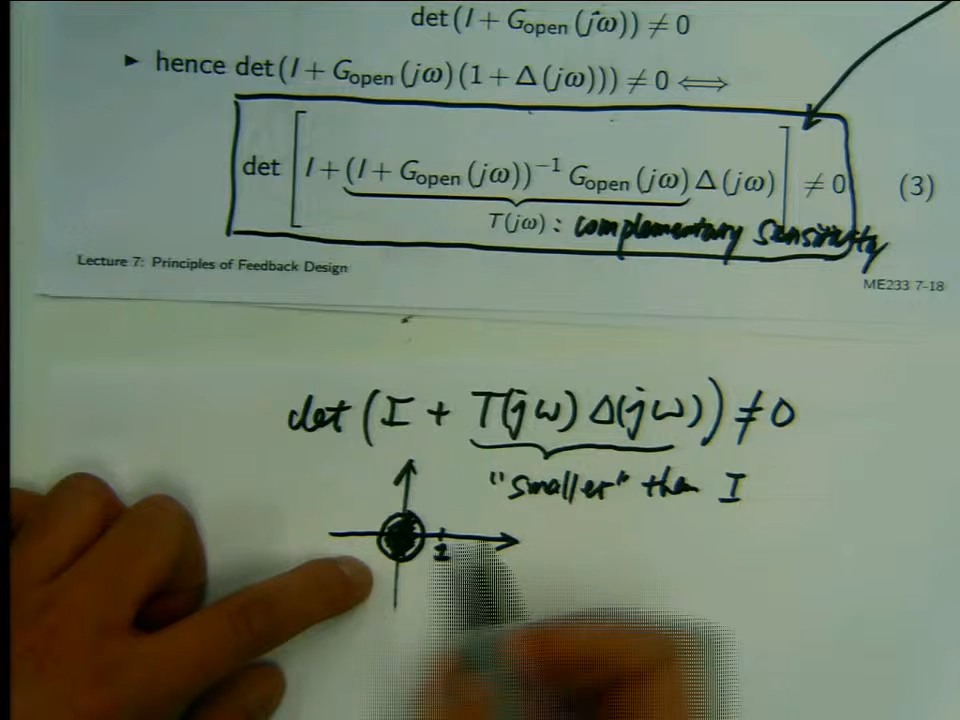 det(I + G_open(jω)) ≠ 0
► hence det(I + G_open(jω)(1 + Δ(jω))) ≠ 0 ⟺
det [I + (I + G_open(jω))⁻¹ G_open(jω) Δ(jω)] ≠ 0 (3)
T(jω) : complementary Sensitivity
Lecture 7: Principles of Feedback Design
ME233 7-18
det (I + T(jω) Δ(jω)) ≠ 0
"smaller" then I
1